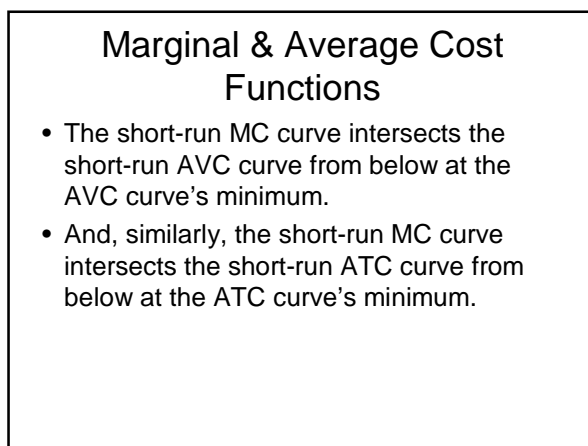 Marginal & Average Cost
Functions
• The short-run MC curve intersects the
short-run AVC curve from below at the
AVC curve’s minimum.
• And, similarly, the short-run MC curve
intersects the short-run ATC curve from
below at the ATC curve’s minimum.